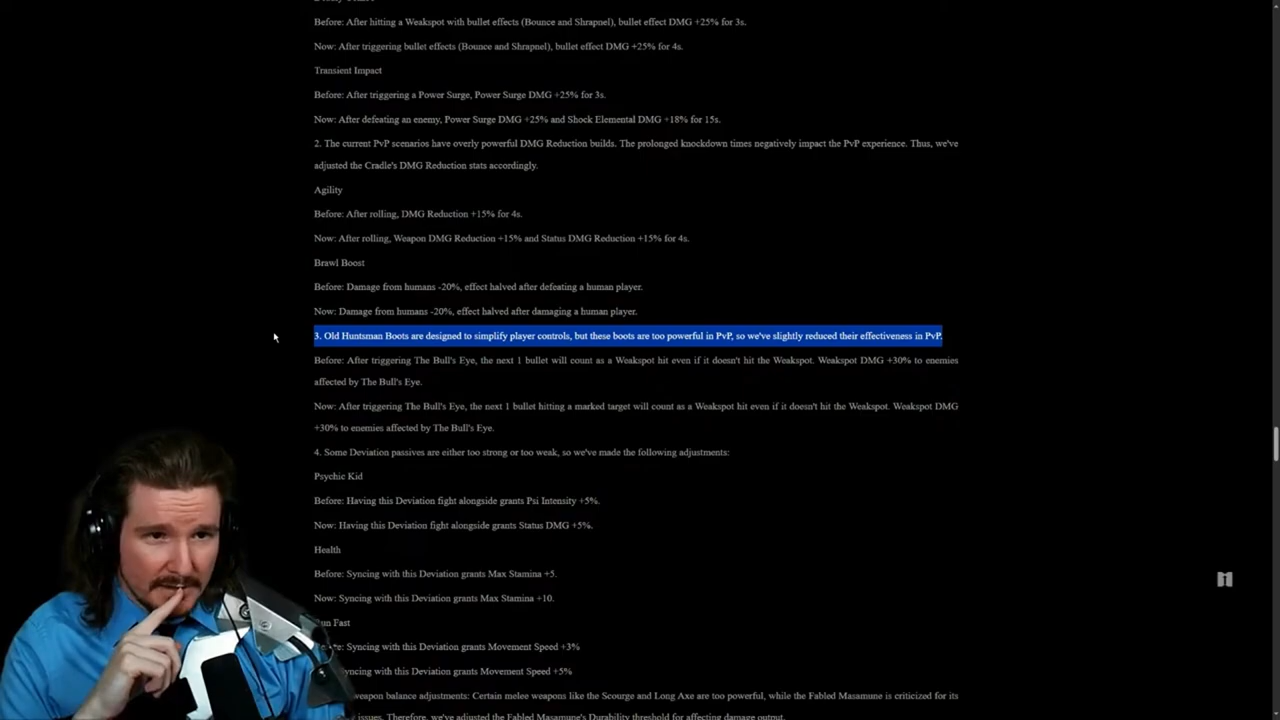 Before: After hitting a Weakspot with bullet effects (Bounce and Shrapnel), bullet effect DMG +25% for 3s.
Now: After triggering bullet effects (Bounce and Shrapnel), bullet effect DMG +25% for 4s.
Transient Impact
Before: After triggering a Power Surge, Power Surge DMG +25% for 3s.
Now: After defeating an enemy, Power Surge DMG +25% and Shock Elemental DMG +18% for 15s.
2. The current PvP scenarios have overly powerful DMG Reduction builds. The prolonged knockdown times negatively impact the PvP experience. Thus, we've
adjusted the Cradle's DMG Reduction stats accordingly.
Agility
Before: After rolling, DMG Reduction +15% for 4s.
Now: After rolling, Weapon DMG Reduction +15% and Status DMG Reduction +15% for 4s.
Brawl Boost
Before: Damage from humans -20%, effect halved after defeating a human player.
Now: Damage from humans -20%, effect halved after damaging a human player.
3. Old Huntsman Boots are designed to simplify player controls, but these boots are too powerful in PvP, so we've slightly reduced their effectiveness in PvP.
Before: After triggering The Bull's Eye, the next 1 bullet will count as a Weakspot hit even if it doesn't hit the Weakspot. Weakspot DMG +30% to enemies
affected by The Bull's Eye.
Now: After triggering The Bull's Eye, the next 1 bullet hitting a marked target will count as a Weakspot hit even if it doesn't hit the Weakspot. Weakspot DMG
+30% to enemies affected by The Bull's Eye.
4. Some Deviation passives are either too strong or too weak, so we've made the following adjustments:
Psychic Kid
Before: Having this Deviation fight alongside grants Psi Intensity +5%.
Now: Having this Deviation fight alongside grants Status DMG +5%.
Health
Before: Syncing with this Deviation grants Max Stamina +5.
Now: Syncing with this Deviation grants Max Stamina +10.
Fast
Syncing with this Deviation grants Movement Speed +3%
Syncing with this Deviation grants Movement Speed +5%
weapon balance adjustments: Certain melee weapons like the Scourge and Long Axe are too powerful, while the Fabled Masamune is criticized for its
issues. Therefore, we've adjusted the Fabled Masamune's Durability threshold for affecting damage output.